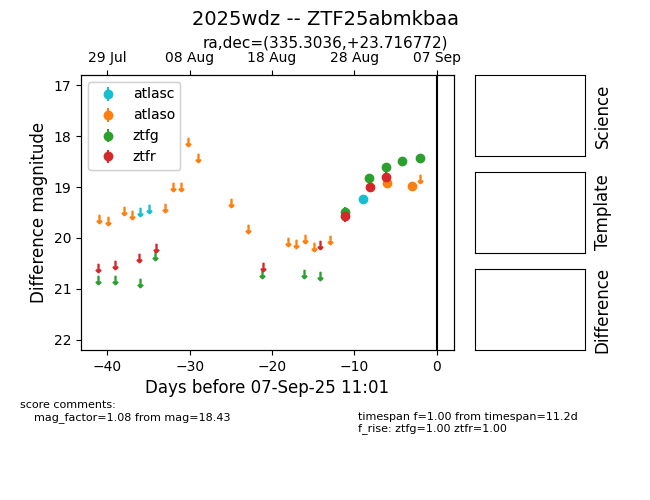 2025wdz -- ZTF25abmkbaa
ra,dec=(335.3036,+23.716772)
29 Jul 08 Aug 18 Aug 28 Aug 07 Sep
17
18
19
20
21
22
Difference magnitude
atlasc
atlaso
ztfg
ztfr
−40 −30 −20 −10 0
Days before 07-Sep-25 11:01
Science
Template
Difference
score comments:
mag_factor=1.08 from mag=18.43
timespan f=1.00 from timespan=11.2d
f_rise: ztfg=1.00 ztfr=1.00